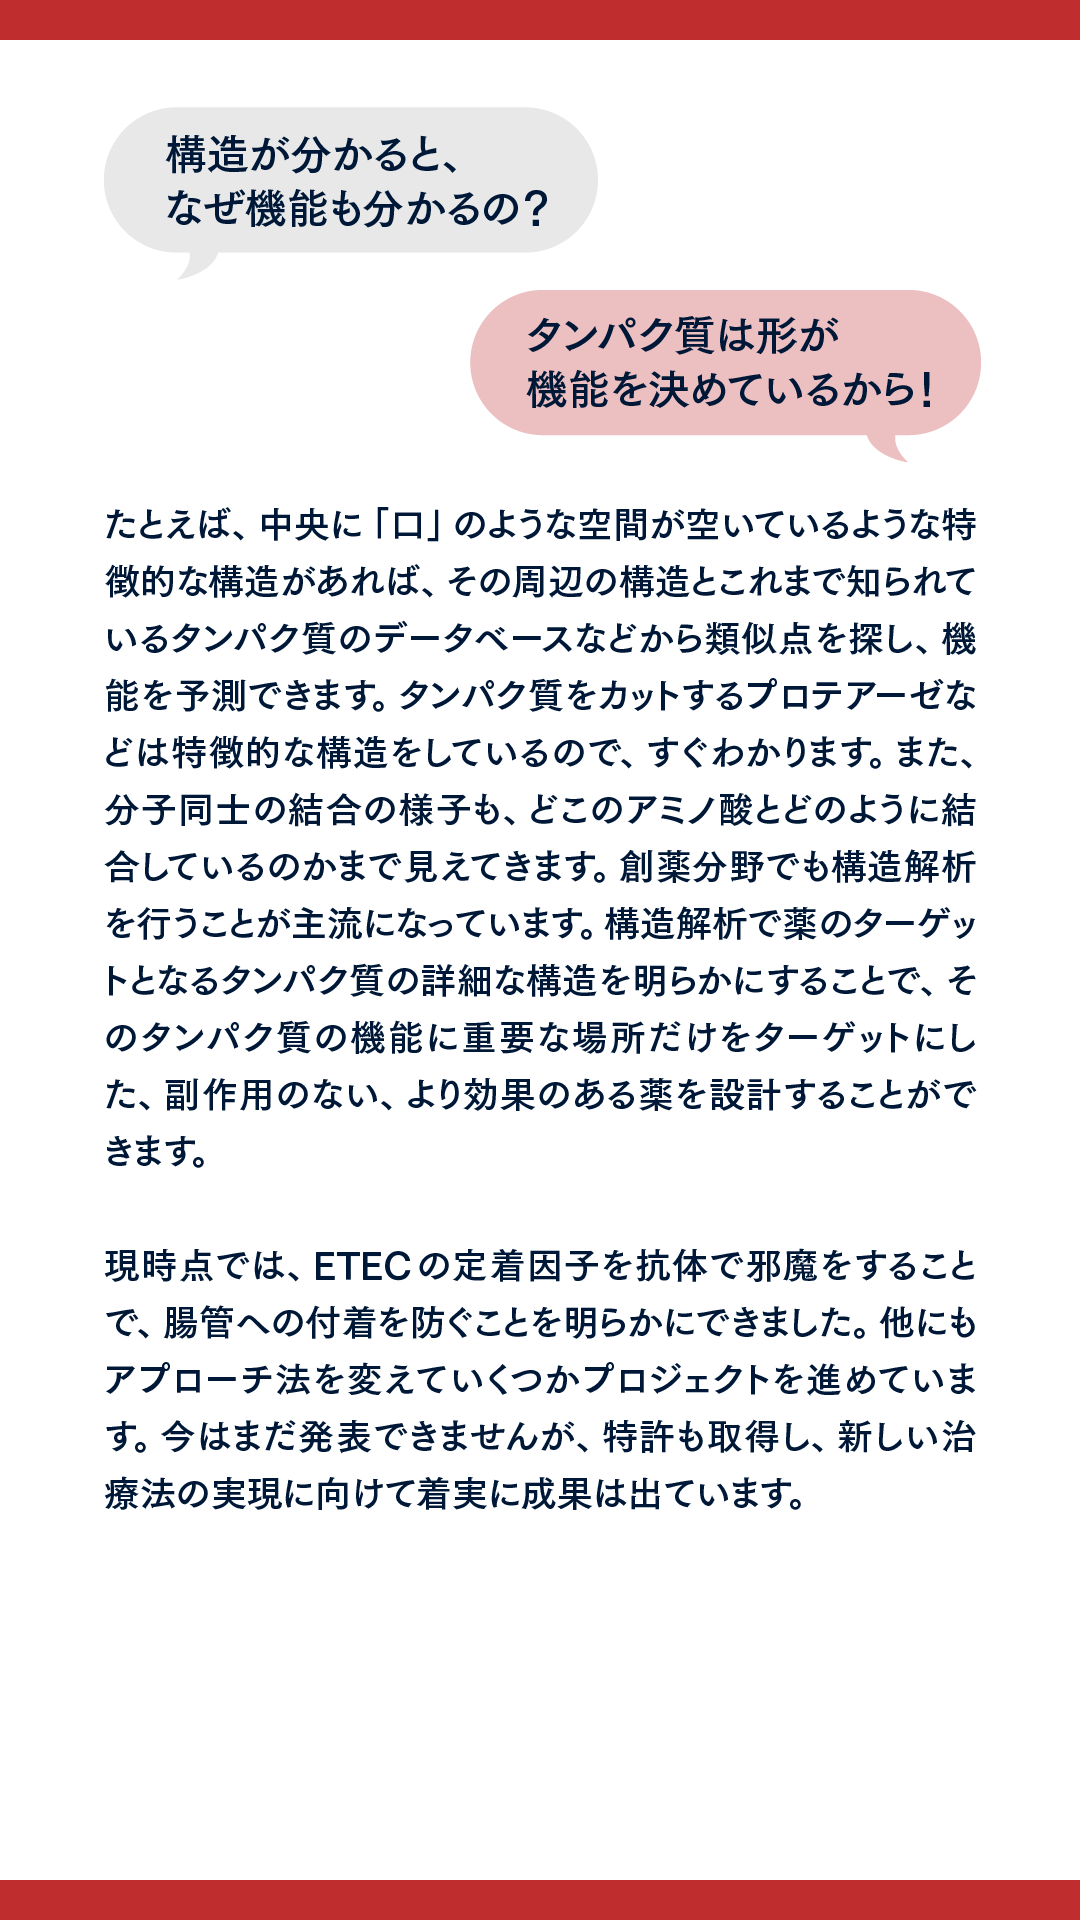 構造が分かると、
なぜ機能も分かるの？
タンパク質は形が
機能を決めているから！
たとえば、中央に「口」のような空間が空いているような特
徴的な構造があれば、その周辺の構造とこれまで知られて
いるタンパク質のデータベースなどから類似点を探し、機
能を予測できます。タンパク質をカットするプロテアーゼな
どは特徴的な構造をしているので、すぐわかります。また、
分子同士の結合の様子も、どこのアミノ酸とどのように結
合しているのかまで見えてきます。創薬分野でも構造解析
を行うことが主流になっています。構造解析で薬のターゲッ
トとなるタンパク質の詳細な構造を明らかにすることで、そ
のタンパク質の機能に重要な場所だけをターゲットにし
た、副作用のない、より効果のある薬を設計することがで
きます。
現時点では、ETECの定着因子を抗体で邪魔をすること
で、腸管への付着を防ぐことを明らかにできました。他にも
アプローチ法を変えていくつかプロジェクトを進めていま
す。今はまだ発表できませんが、特許も取得し、新しい治
療法の実現に向けて着実に成果は出ています。